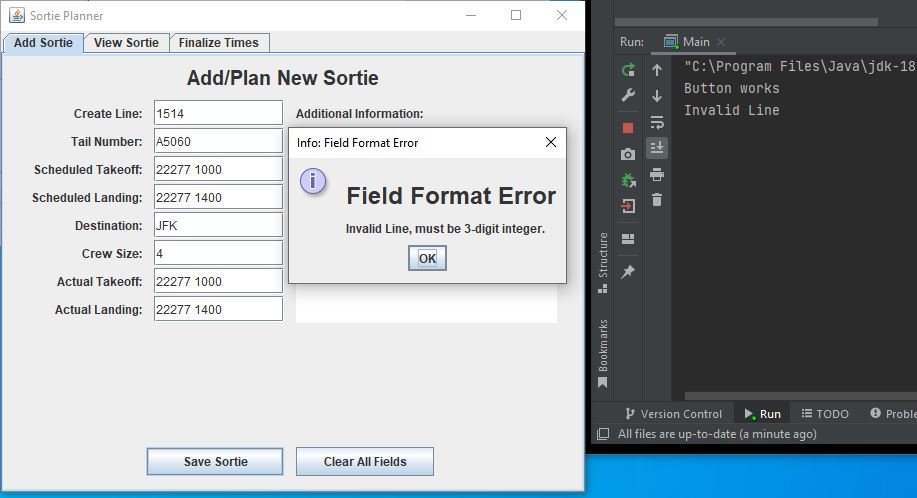 Sortie Planner
Add Sortie View Sortie Finalize Times
Add/Plan New Sortie
Create Line: 1514
Additional Information:
Tail Number: A5060
Scheduled Takeoff: 22277 1000
Scheduled Landing: 22277 1400
Destination: JFK
Crew Size: 4
Actual Takeoff: 22277 1000
Actual Landing: 22277 1400
Save Sortie Clear All Fields
Info: Field Format Error
i
Field Format Error
Invalid Line, must be 3-digit integer.
OK
Run: Main
"C:\Program Files\Java\jdk-18
Button works
Invalid Line
Structure
Bookmarks
Version Control Run TODO Proble
All files are up-to-date (a minute ago)